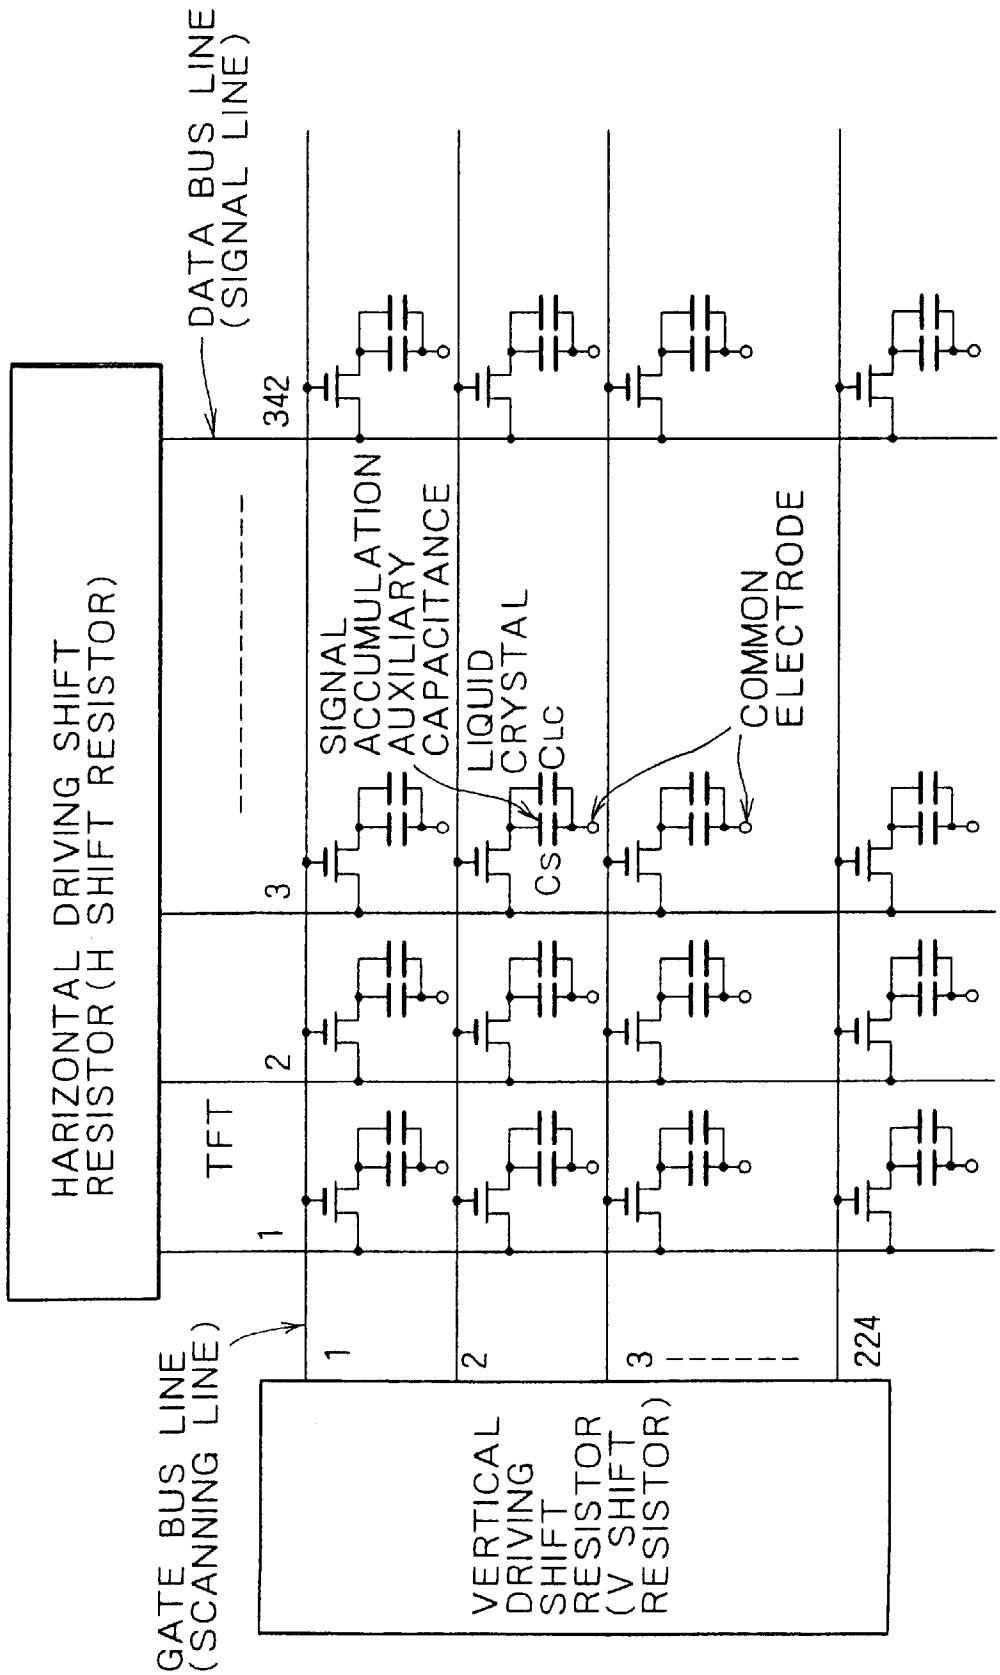 HARIZONTAL DRIVING SHIFT
RESISTOR(H SHIFT RESISTOR)
DATA BUS LINE
(SIGNAL LINE)
GATE BUS LINE
(SCANNING LINE)
TFT
1
2
3
342
1
2
3
224
SIGNAL
ACCUMULATION
AUXILIARY
CAPACITANCE
LIQUID
CRYSTAL
CLC
CS
COMMON
ELECTRODE
VERTICAL
DRIVING
SHIFT
RESISTOR
(V SHIFT
RESISTOR)